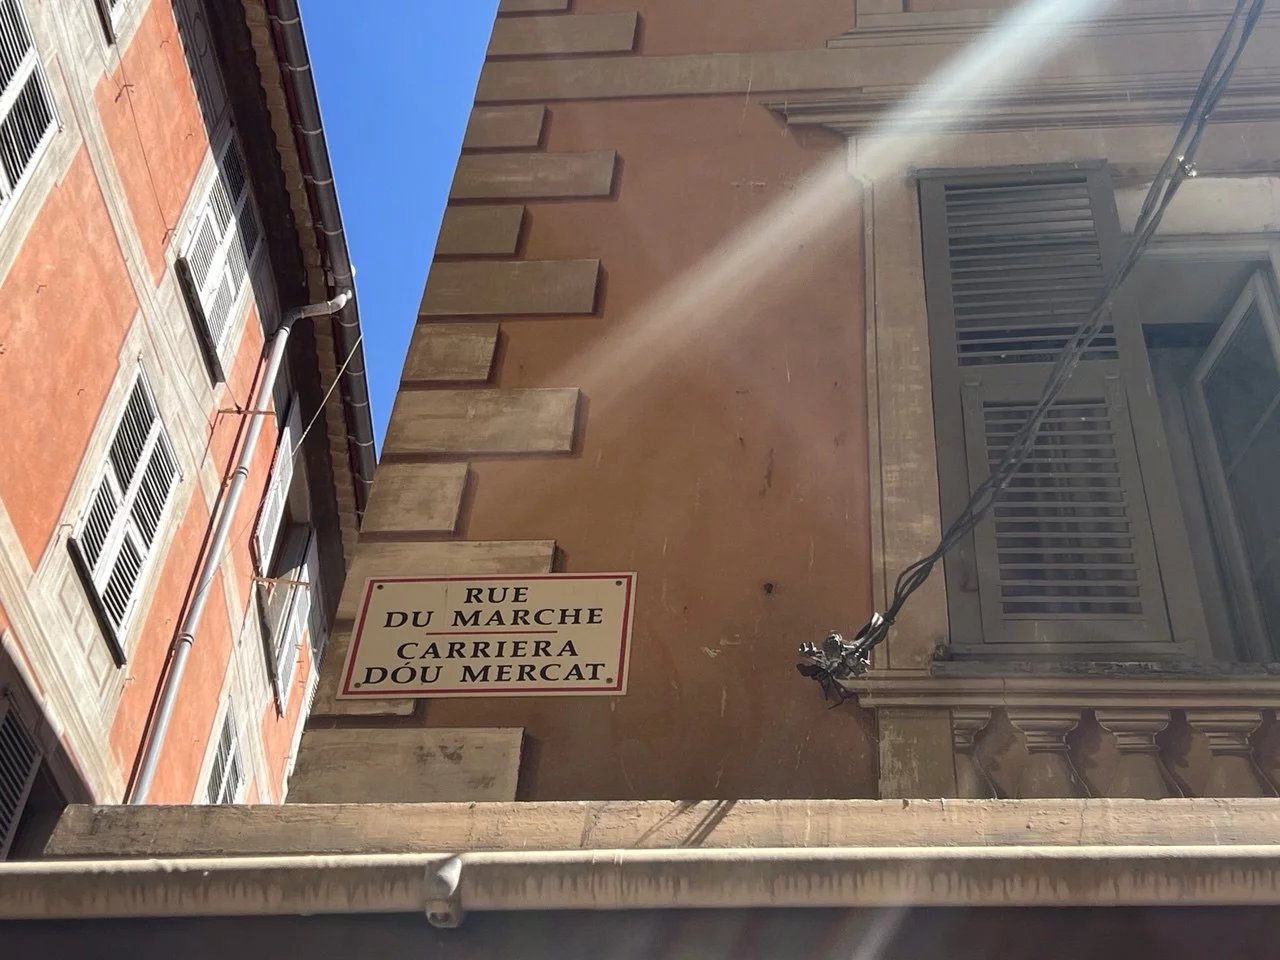 RUE
DU MARCHE
CARRIERA
DÓU MERCAT